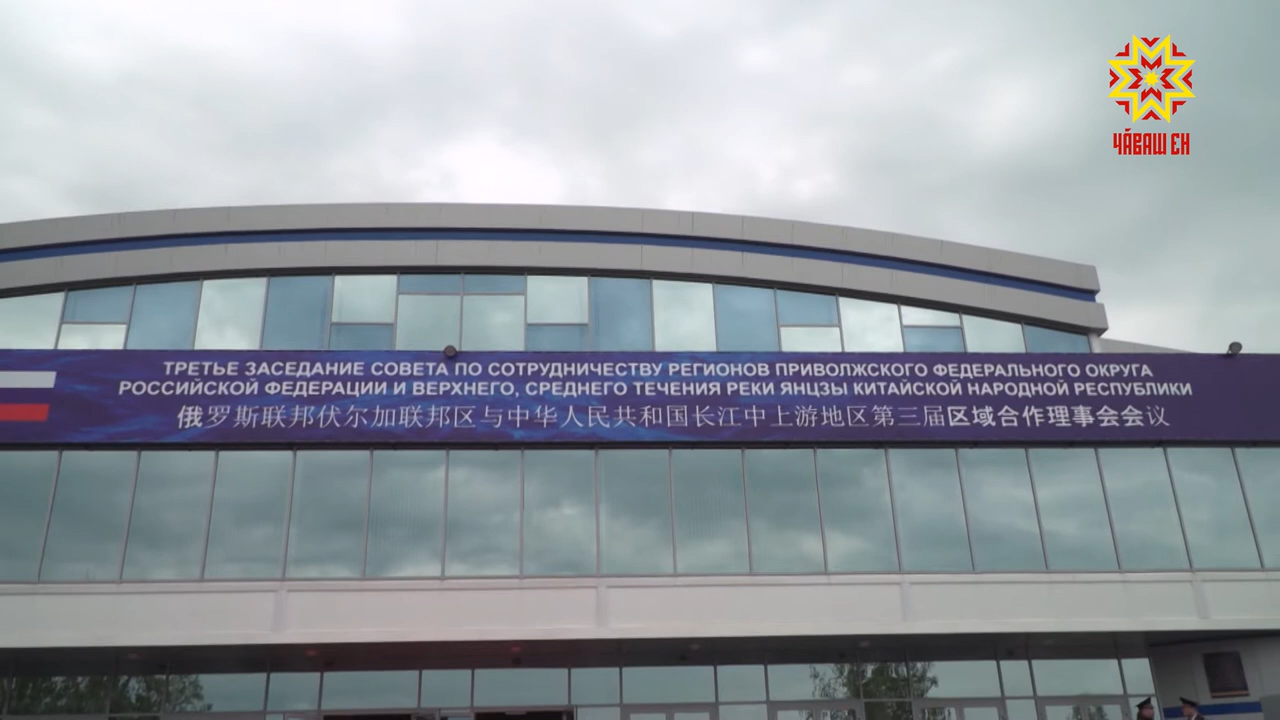 ЧӐВАШ ЕН
ТРЕТЬЕ ЗАСЕДАНИЕ СОВЕТА ПО СОТРУДНИЧЕСТВУ РЕГИОНОВ ПРИВОЛЖСКОГО ФЕДЕРАЛЬНОГО ОКРУГА
РОССИЙСКОЙ ФЕДЕРАЦИИ И ВЕРХНЕГО, СРЕДНЕГО ТЕЧЕНИЯ РЕКИ ЯНЦЗЫ КИТАЙСКОЙ НАРОДНОЙ РЕСПУБЛИКИ
俄罗斯联邦伏尔加联邦区与中华人民共和国长江中上游地区第三届区域合作理事会会议